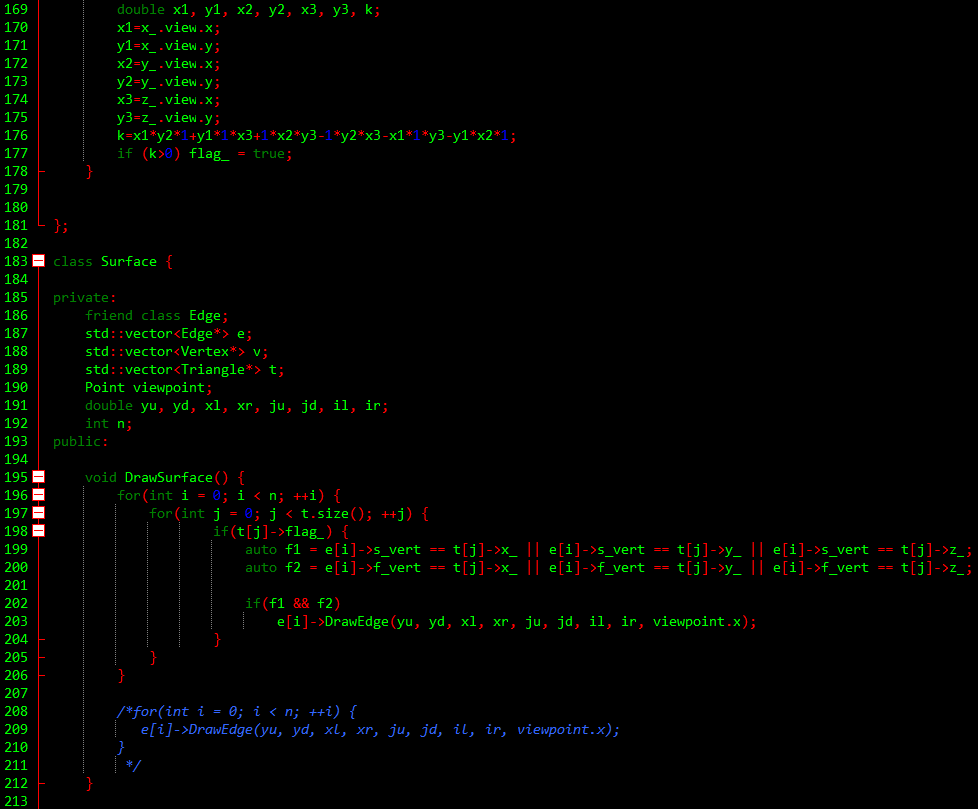 169 double x1, y1, x2, y2, x3, y3, k;
170 x1=x_.view.x;
171 y1=x_.view.y;
172 x2=y_.view.x;
173 y2=y_.view.y;
174 x3=z_.view.x;
175 y3=z_.view.y;
176 k=x1*y2*1+y1*1*x3+1*x2*y3-1*y2*x3-x1*1*y3-y1*x2*1;
177 if (k>0) flag_ = true;
178 }
179
180
181 };
182
183 class Surface {
184
185 private:
186 friend class Edge;
187 std::vector<Edge*> e;
188 std::vector<Vertex*> v;
189 std::vector<Triangle*> t;
190 Point viewpoint;
191 double yu, yd, xl, xr, ju, jd, il, ir;
192 int n;
193 public:
194
195 void DrawSurface() {
196 for(int i = 0; i < n; ++i) {
197 for(int j = 0; j < t.size(); ++j) {
198 if(t[j]->flag_) {
199 auto f1 = e[i]->s_vert == t[j]->x_ || e[i]->s_vert == t[j]->y_ || e[i]->s_vert == t[j]->z_;
200 auto f2 = e[i]->f_vert == t[j]->x_ || e[i]->f_vert == t[j]->y_ || e[i]->f_vert == t[j]->z_;
201
202 if(f1 && f2)
203 e[i]->DrawEdge(yu, yd, xl, xr, ju, jd, il, ir, viewpoint.x);
204 }
205 }
206 }
207
208 /*for(int i = 0; i < n; ++i) {
209 e[i]->DrawEdge(yu, yd, xl, xr, ju, jd, il, ir, viewpoint.x);
210 }
211 */
212 }
213